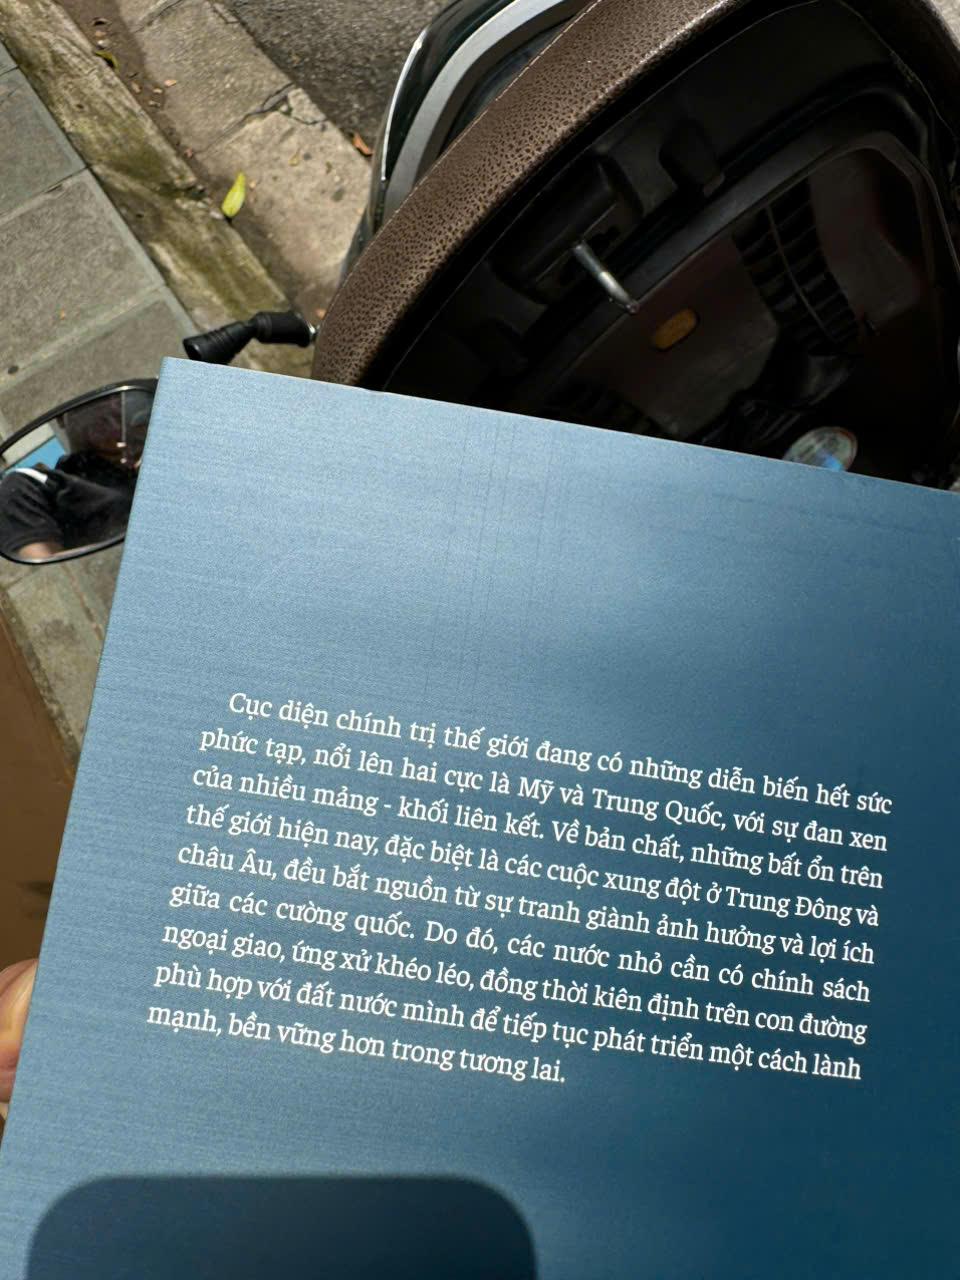 Cục diện chính trị thế giới đang có những diễn biến hết sức
phức tạp, nổi lên hai cực là Mỹ và Trung Quốc, với sự đan xen
của nhiều mảng - khối liên kết. Về bản chất, những bất ổn trên
thế giới hiện nay, đặc biệt là các cuộc xung đột ở Trung Đông và
châu Âu, đều bắt nguồn từ sự tranh giành ảnh hưởng và lợi ích
giữa các cường quốc. Do đó, các nước nhỏ cần có chính sách
ngoại giao, ứng xử khéo léo, đồng thời kiên định trên con đường
phù hợp với đất nước mình để tiếp tục phát triển một cách lành
mạnh, bền vững hơn trong tương lai.